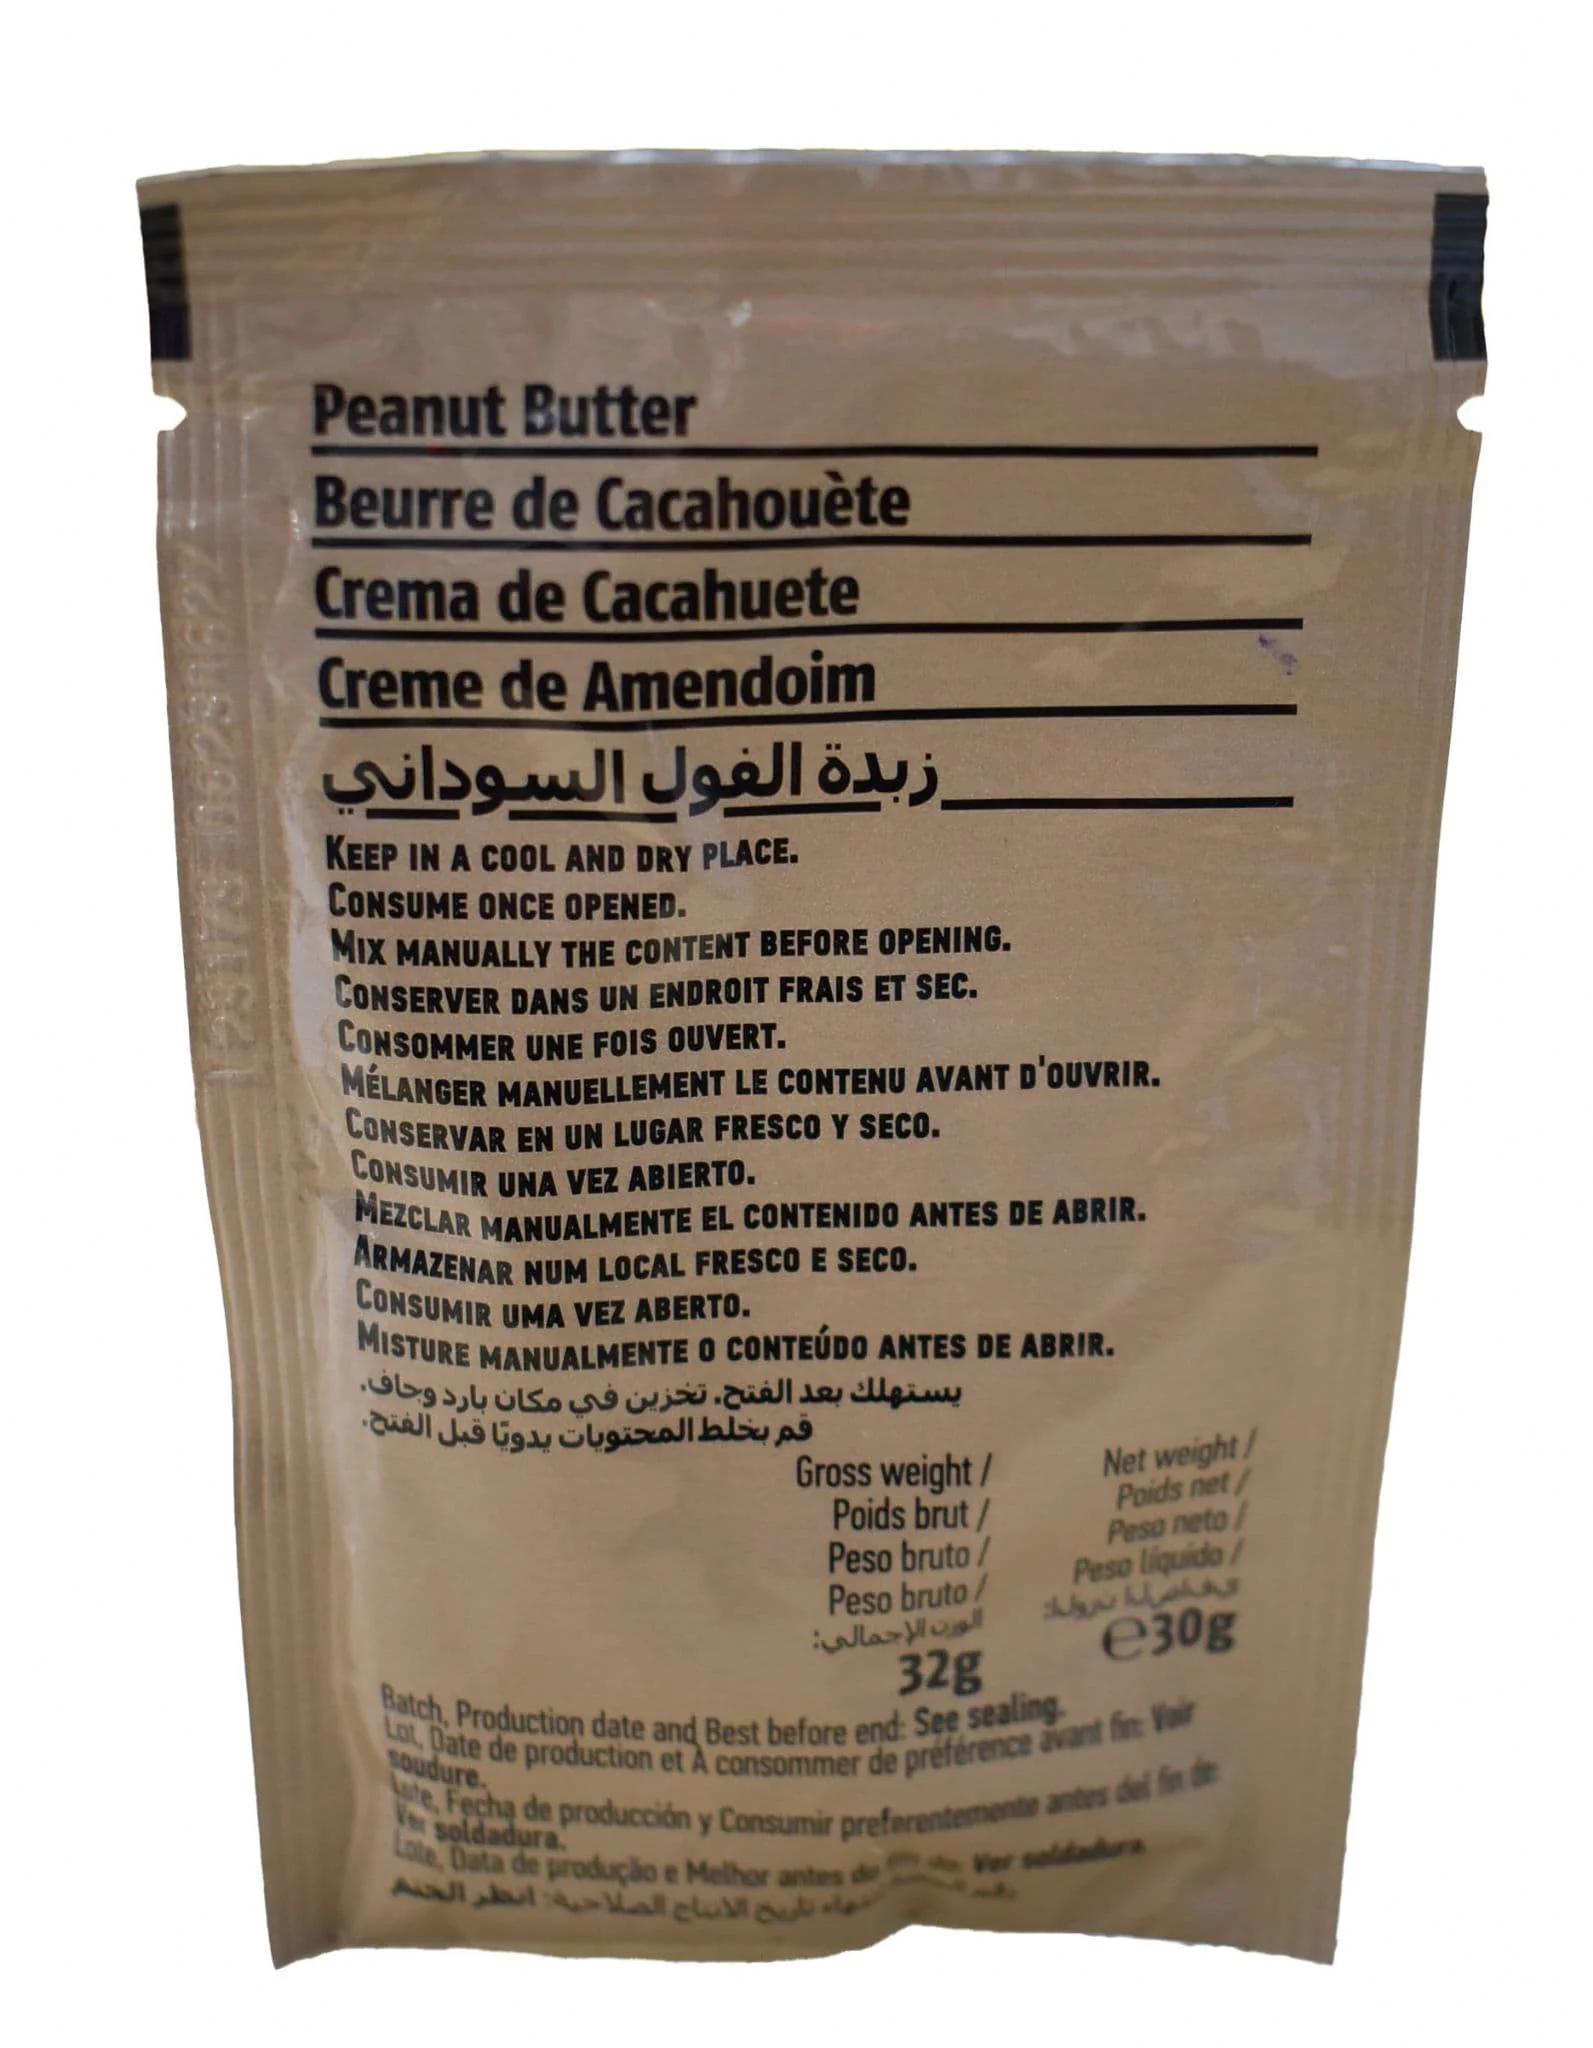 Peanut Butter
Beurre de Cacahouète
Crema de Cacahuete
Creme de Amendoim
زبدة الفول السوداني
KEEP IN A COOL AND DRY PLACE.
CONSUME ONCE OPENED.
MIX MANUALLY THE CONTENT BEFORE OPENING.
CONSERVER DANS UN ENDROIT FRAIS ET SEC.
CONSOMMER UNE FOIS OUVERT.
MÉLANGER MANUELLEMENT LE CONTENU AVANT D'OUVRIR.
CONSERVAR EN UN LUGAR FRESCO Y SECO.
CONSUMIR UNA VEZ ABIERTO.
MEZCLAR MANUALMENTE EL CONTENIDO ANTES DE ABRIR.
ARMAZENAR NUM LOCAL FRESCO E SECO.
CONSUMIR UMA VEZ ABERTO.
MISTURE MANUALMENTE O CONTEÚDO ANTES DE ABRIR.
يستهلك بعد الفتح. تخزين في مكان بارد وجاف.
قم بخلط المحتويات يدويًا قبل الفتح.
Gross weight /
Poids brut /
Peso bruto /
Peso bruto /
الوزن الإجمالي:
32g
Net weight /
Poids net /
Peso neto /
Peso líquido /
℮30g
Batch, Production date and Best before end: See sealing.
Lot, Date de production et À consommer de préférence avant fin: Voir
soudure.
Lote, Fecha de producción y Consumir preferentemente antes del fin de:
Ver soldadura.
Lote, Data de produção e Melhor antes do fim de: Ver soldadura.
تاريخ الانتاج الصلاحية: انظر الختم